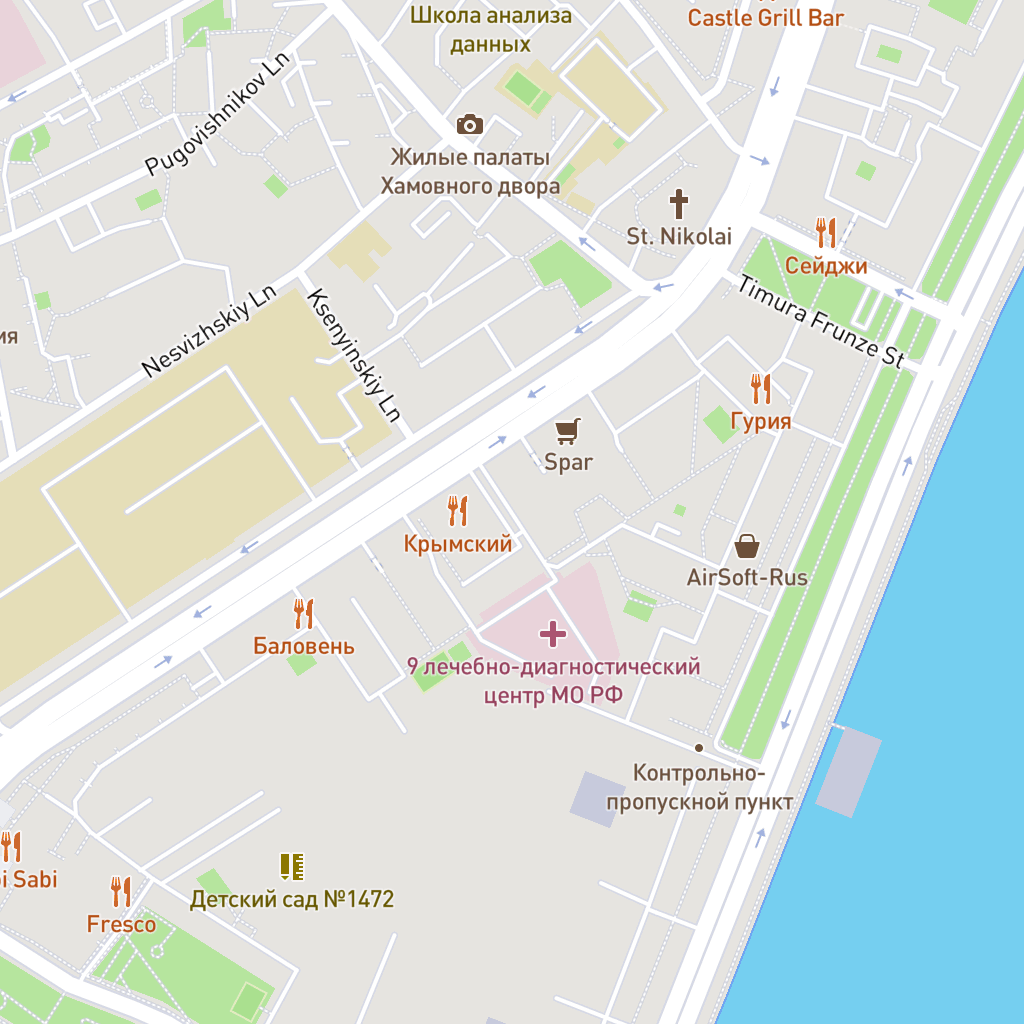 Школа анализа
данных
Castle Grill Bar
Pugovishnikov Ln
Жилые палаты
Хамовного двора
St. Nikolai
Сейджи
Timura Frunze St
Nesvizhskiy Ln
Ksenyinskiy Ln
ия
Гурия
Spar
Крымский
AirSoft-Rus
Баловень
9 лечебно-диагностический
центр МО РФ
Контрольно-
пропускной пункт
i Sabi
Детский сад №1472
Fresco